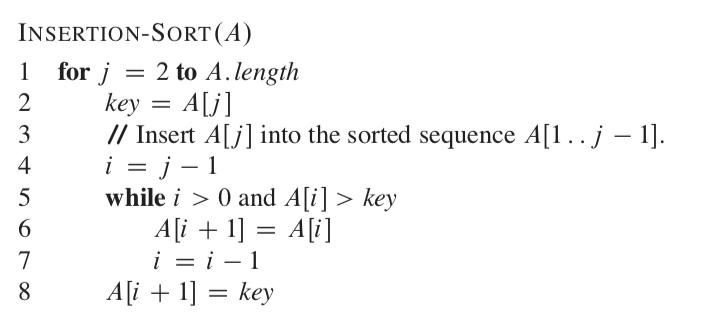 INSERTION-SORT(A)
1 for j = 2 to A.length
2 key = A[j]
3 // Insert A[j] into the sorted sequence A[1 . . j − 1].
4 i = j − 1
5 while i > 0 and A[i] > key
6 A[i + 1] = A[i]
7 i = i − 1
8 A[i + 1] = key